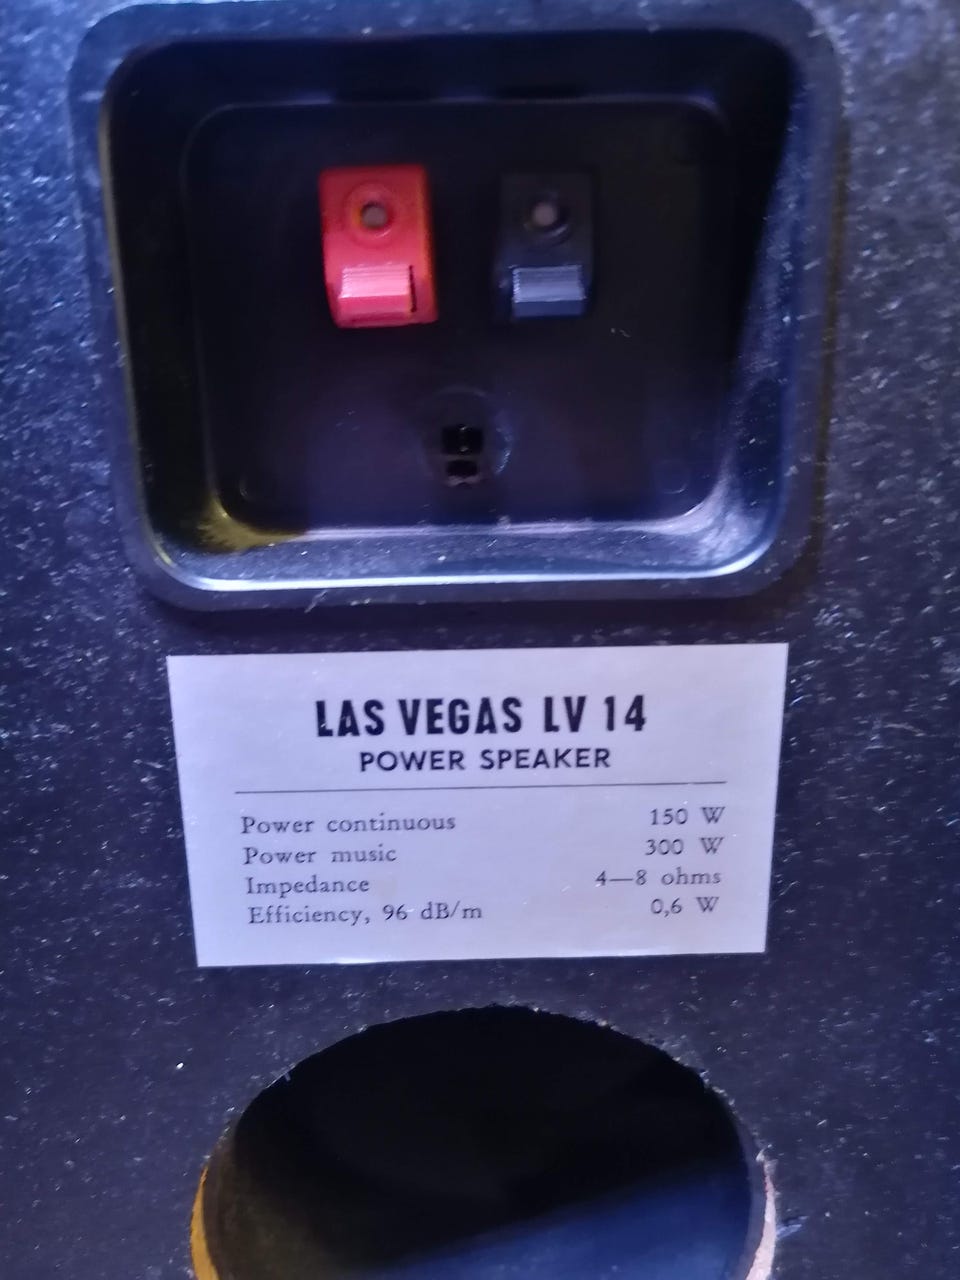 LAS VEGAS LV 14
POWER SPEAKER
Power continuous 150 W
Power music 300 W
Impedance 4—8 ohms
Efficiency, 96 dB/m 0,6 W